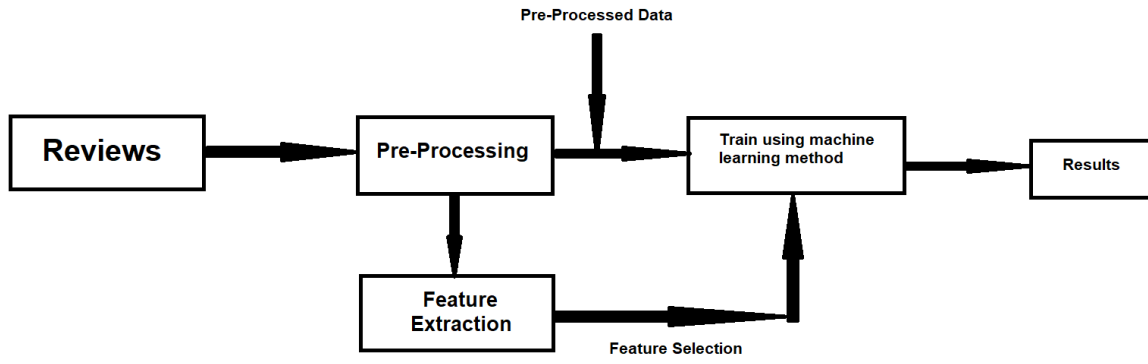 Pre-Processed Data
Reviews
Pre-Processing
Train using machine
learning method
Results
Feature
Extraction
Feature Selection